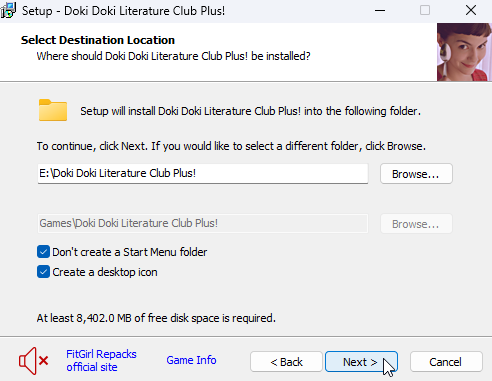 Setup - Doki Doki Literature Club Plus!
Select Destination Location
Where should Doki Doki Literature Club Plus! be installed?
Setup will install Doki Doki Literature Club Plus! into the following folder.
To continue, click Next. If you would like to select a different folder, click Browse.
E:\Doki Doki Literature Club Plus!
Browse...
Games\Doki Doki Literature Club Plus!
Browse...
Don't create a Start Menu folder
Create a desktop icon
At least 8,402.0 MB of free disk space is required.
FitGirl Repacks
official site
Game Info
< Back
Next >
Cancel